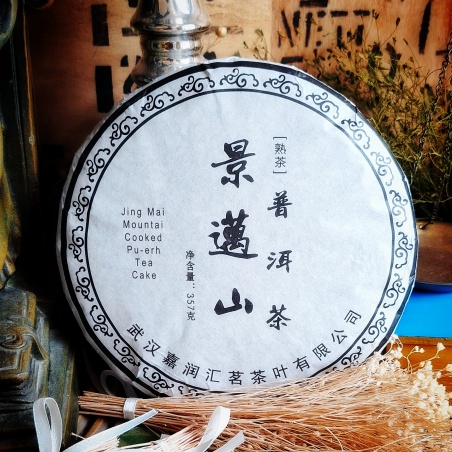 景邁山
[熟茶]
普洱茶
Jing Mai
Mountai
Cooked
Pu-erh
Tea
Cake
净含量：357克
武汉嘉润汇茗茶叶有限公司